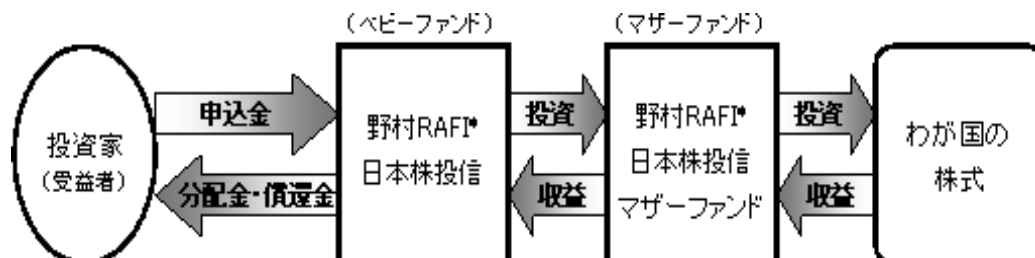 (ベビーファンド)
(マザーファンド)
投資家
(受益者)
申込金
分配金・償還金
野村RAFI®
日本株投信
投資
収益
野村RAFI®
日本株投信
マザーファンド
投資
収益
わが国の
株式